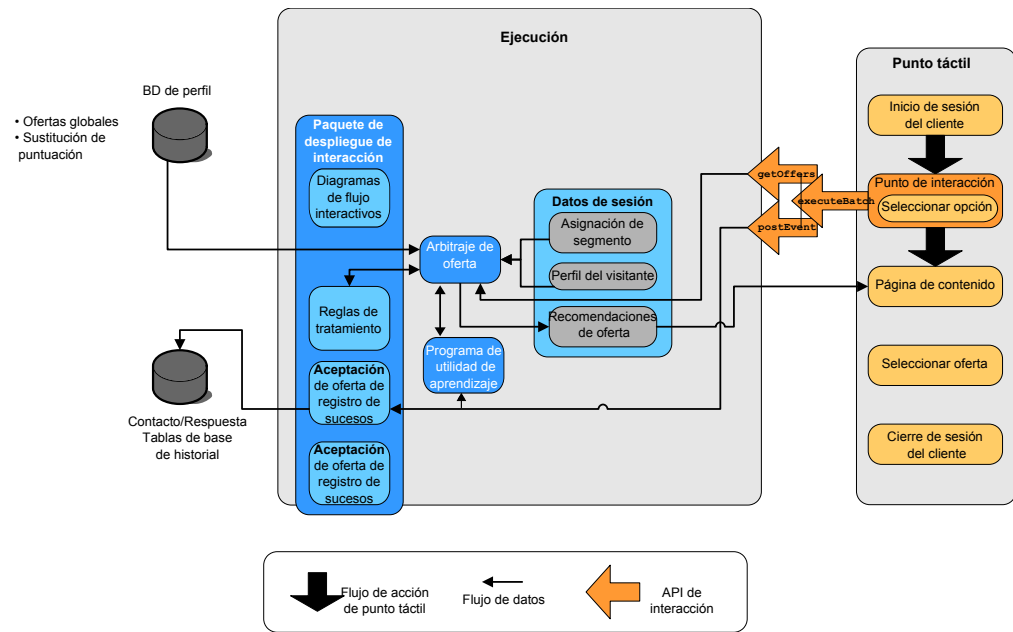 Ejecución
Punto táctil
BD de perfil
• Ofertas globales
• Sustitución de
puntuación
Paquete de
despliegue de
interacción
Diagramas
de flujo
interactivos
Reglas de
tratamiento
Aceptación
de oferta de
registro de
sucesos
Aceptación
de oferta de
registro de
sucesos
Contacto/Respuesta
Tablas de base
de historial
Arbitraje de
oferta
Programa de
utilidad de
aprendizaje
Datos de sesión
Asignación de
segmento
Perfil del visitante
Recomendaciones
de oferta
getOffers
executeBatch
postEvent
Inicio de sesión
del cliente
Punto de interacción
Seleccionar opción
Página de contenido
Seleccionar oferta
Cierre de sesión
del cliente
Flujo de acción
de punto táctil
Flujo de datos
API de
interacción